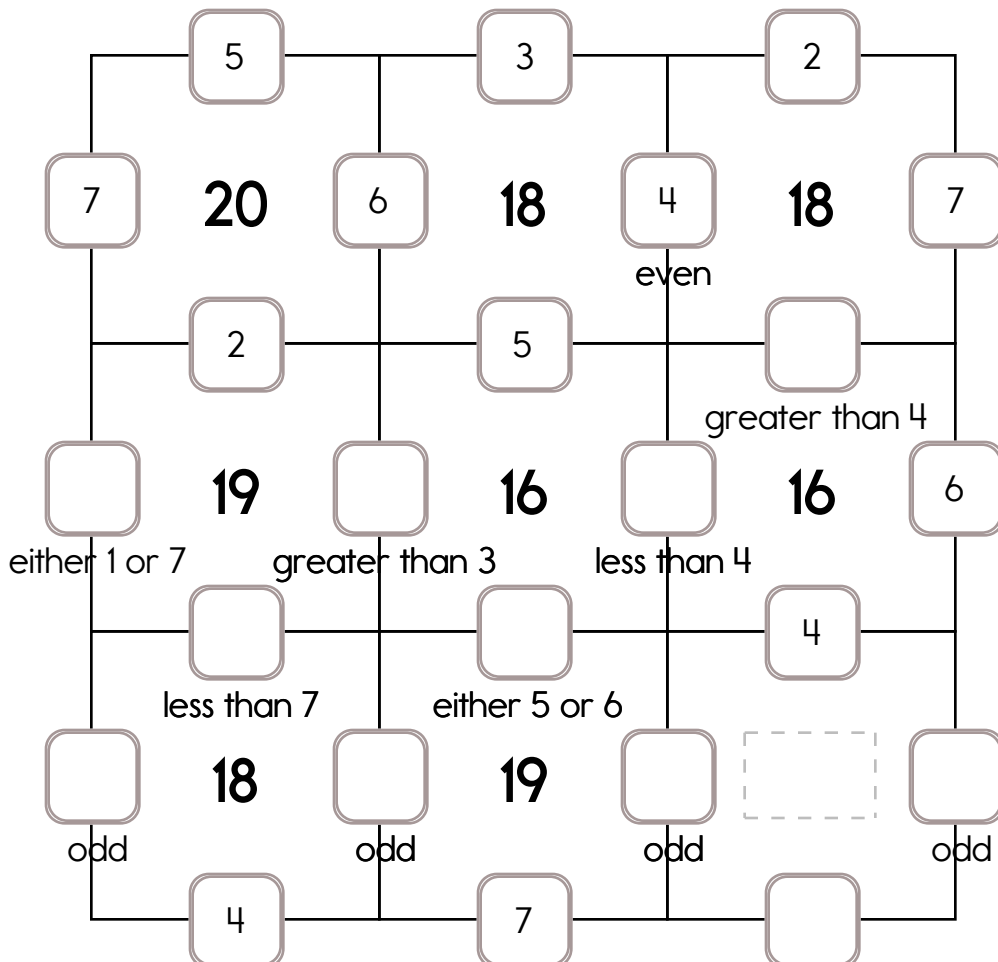 5 3 2
7 20 6 18 4 18 7
even
2 5
greater than 4
19 16 16 6
either 1 or 7 greater than 3 less than 4
4
less than 7 either 5 or 6
18 19
odd odd odd odd
4 7